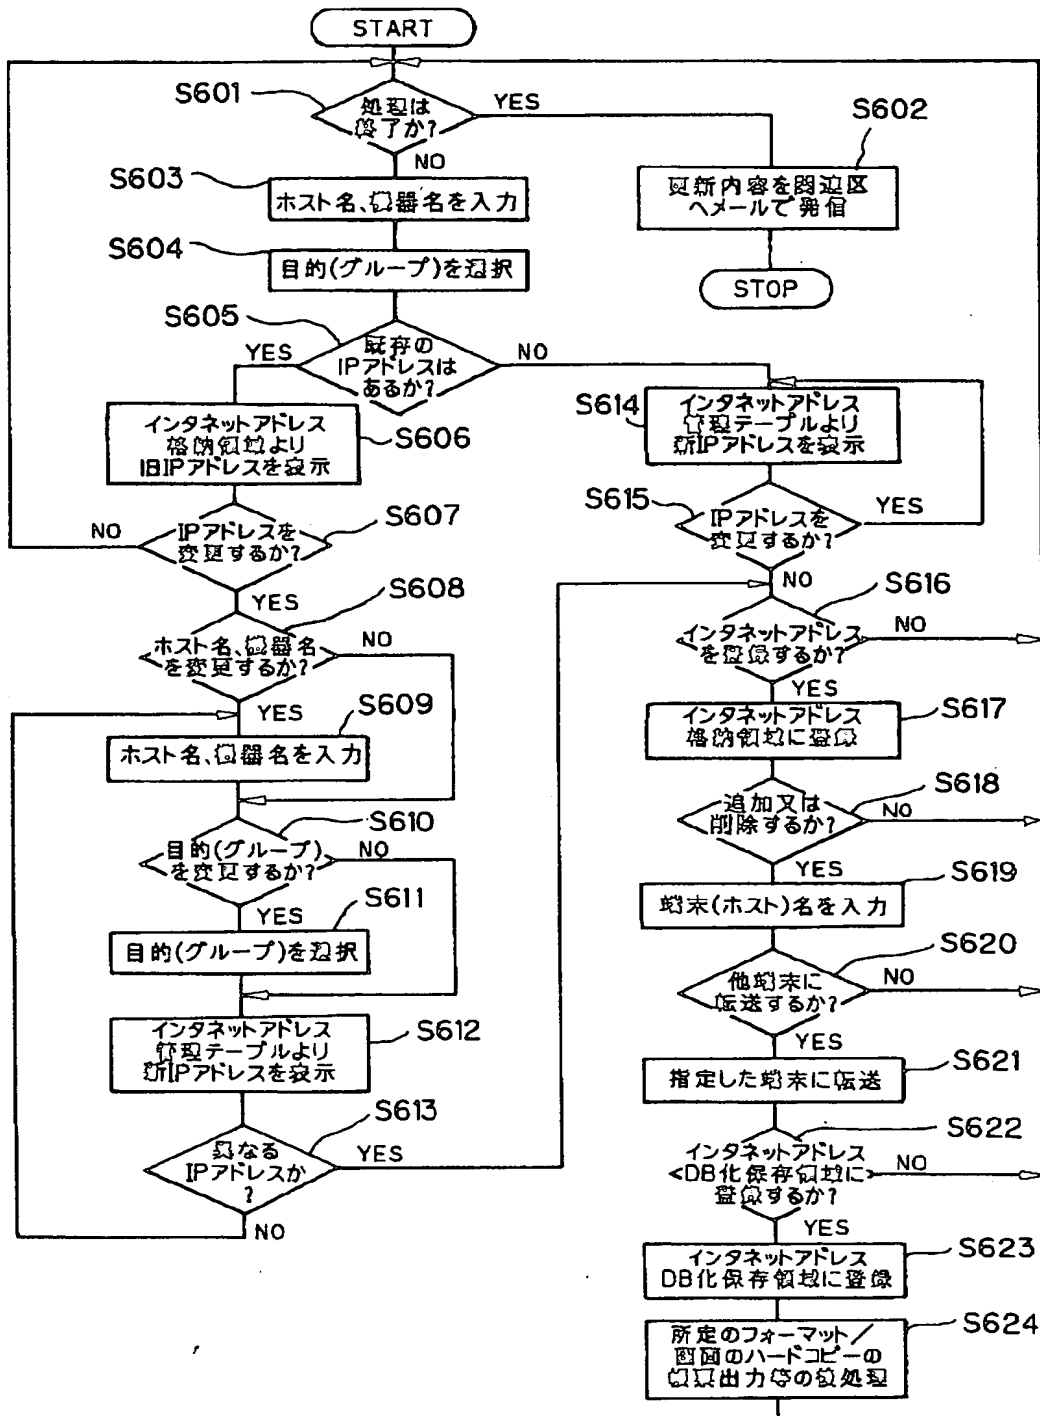 START
S601
処理は
終了か?
YES
NO
S602
更新内容を関連区
へメールで発信
STOP
S603
ホスト名、機器名を入力
S604
目的(グループ)を選択
S605
既存の
IPアドレスは
あるか?
YES
NO
インタネットアドレス
格納領域より
旧IPアドレスを表示
S606
S614
インタネットアドレス
管理テーブルより
新IPアドレスを表示
S607
IPアドレスを
変更するか?
NO
YES
S615
IPアドレスを
変更するか?
YES
NO
S608
ホスト名、機器名
を変更するか?
NO
YES
S609
ホスト名、機器名を入力
S610
目的(グループ)
を変更するか?
NO
YES
S611
目的(グループ)を選択
S612
インタネットアドレス
管理テーブルより
新IPアドレスを表示
S613
異なる
IPアドレスか
?
YES
NO
S616
インタネットアドレス
を登録するか?
NO
YES
S617
インタネットアドレス
格納領域に登録
S618
追加又は
削除するか?
NO
YES
S619
端末(ホスト)名を入力
S620
他端末に
転送するか?
NO
YES
S621
指定した端末に転送
S622
インタネットアドレス
DB化保存領域に
登録するか?
NO
YES
S623
インタネットアドレス
DB化保存領域に登録
S624
所定のフォーマット/
画面のハードコピーの
結果出力等の後処理